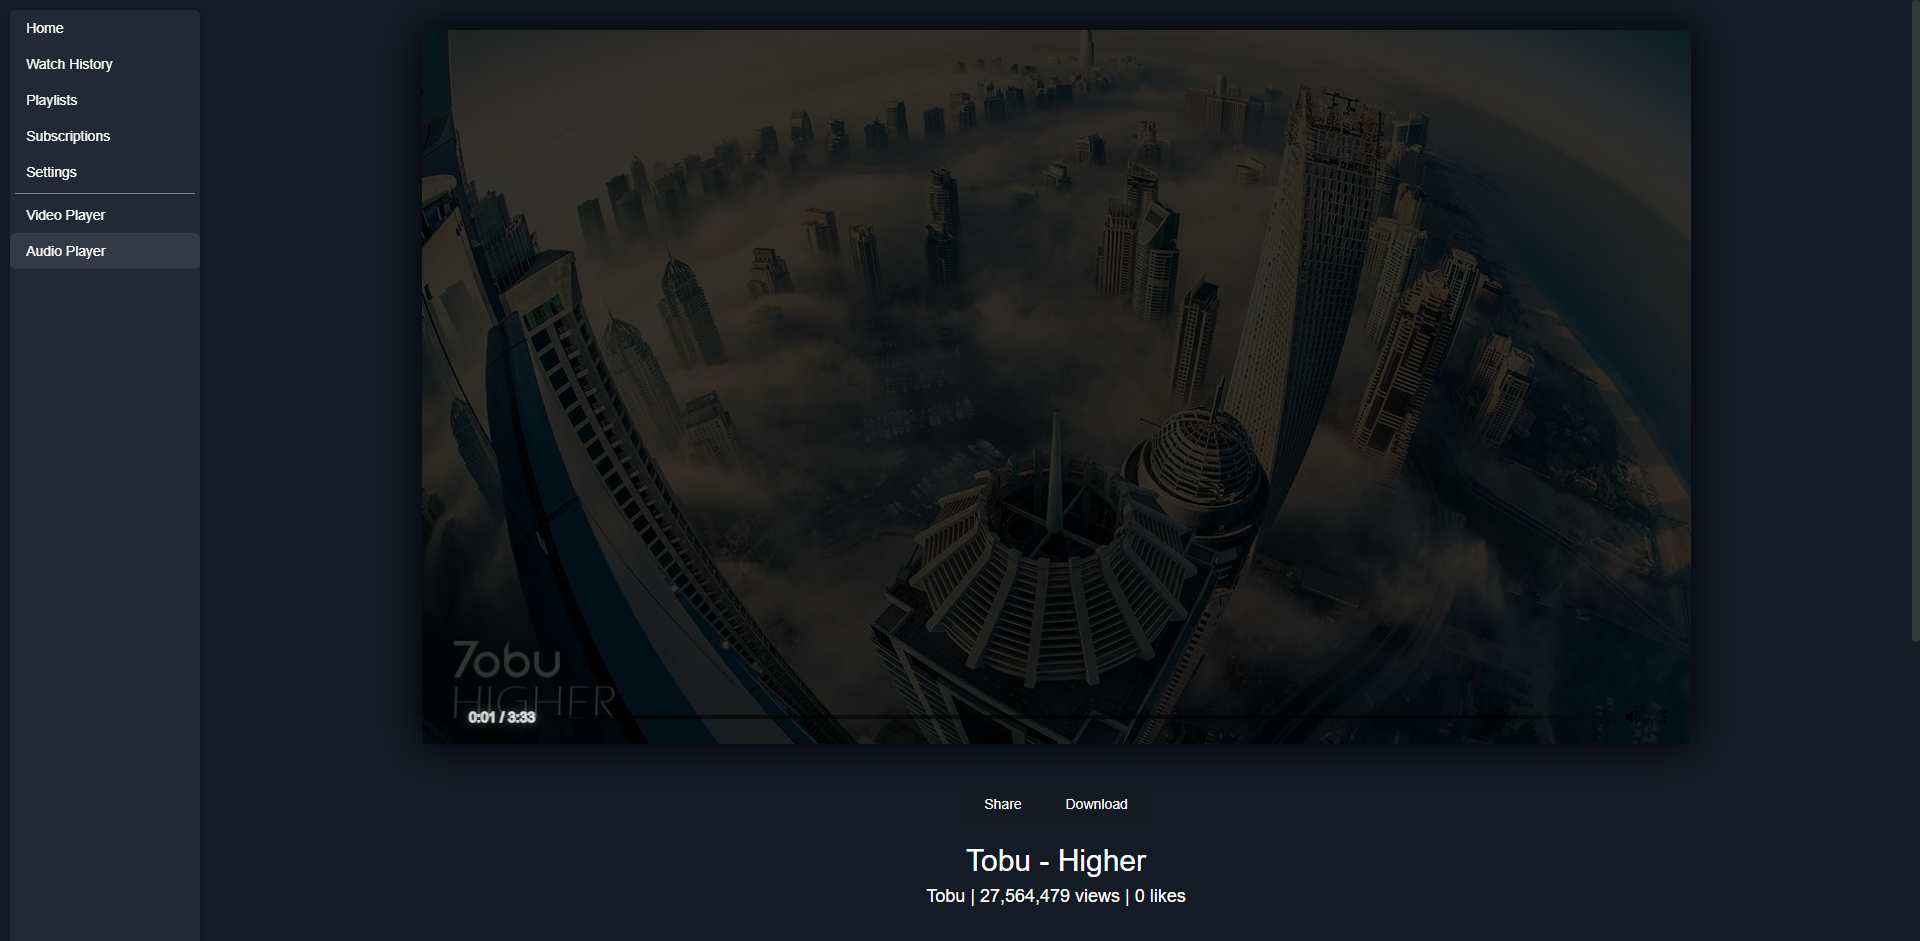 Home
Watch History
Playlists
Subscriptions
Settings
Video Player
Audio Player
Tobu
HIGHER
0:01 / 3:33
Share
Download
Tobu - Higher
Tobu | 27,564,479 views | 0 likes